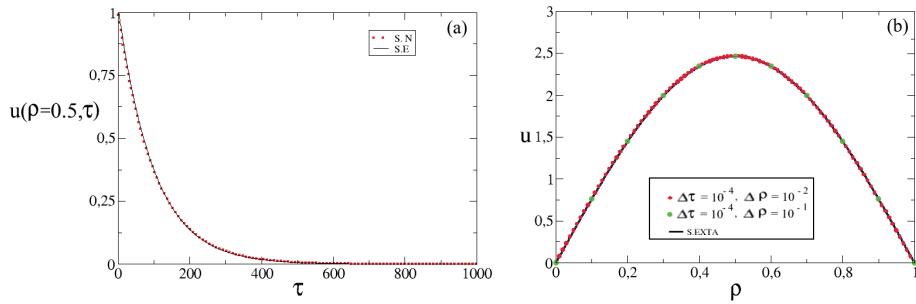 (a)
1
0,75
0,5
0,25
0
u(ρ=0.5,τ)
S. N
S.E
0 200 400 600 800 1000
τ
(b)
3
2,5
2
1,5
1
0,5
0
u
Δτ = 10⁻⁴, Δρ = 10⁻²
Δτ = 10⁻⁴, Δρ = 10⁻¹
S.EXTA
0 0,2 0,4 0,6 0,8 1
ρ